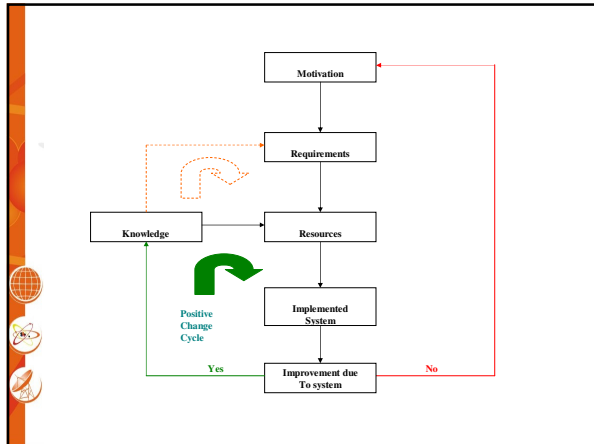 Motivation
Requirements
Knowledge
Resources
Positive
Change
Cycle
Implemented
System
Yes
Improvement due
To system
No